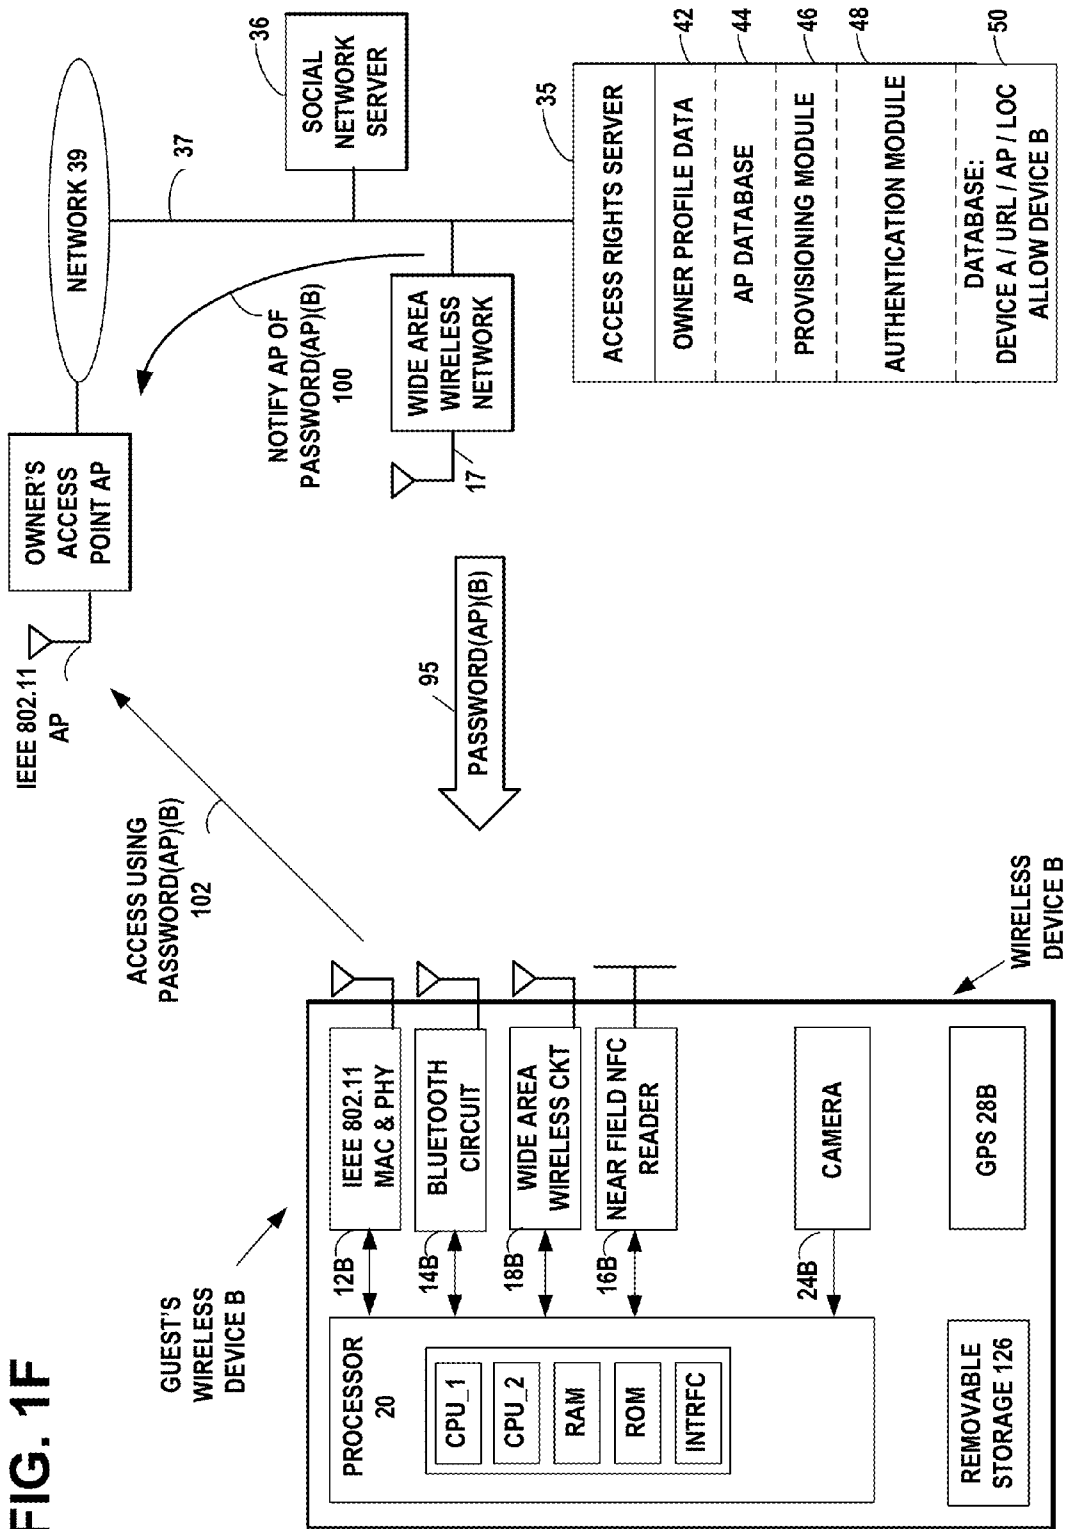 FIG. 1F
GUEST'S
WIRELESS
DEVICE B
PROCESSOR
20
CPU_1
CPU_2
RAM
ROM
INTRFC
REMOVABLE
STORAGE 126
12B
14B
18B
16B
24B
IEEE 802.11
MAC & PHY
BLUETOOTH
CIRCUIT
WIDE AREA
WIRELESS CKT
NEAR FIELD NFC
READER
CAMERA
GPS 28B
WIRELESS
DEVICE B
ACCESS USING
PASSWORD(AP)(B)
102
IEEE 802.11
AP
OWNER'S
ACCESS
POINT AP
95
PASSWORD(AP)(B)
NOTIFY AP OF
PASSWORD(AP)(B)
100
17
WIDE AREA
WIRELESS
NETWORK
NETWORK 39
37
36
SOCIAL
NETWORK
SERVER
35
ACCESS RIGHTS SERVER
OWNER PROFILE DATA
42
AP DATABASE
44
PROVISIONING MODULE
46
AUTHENTICATION MODULE
48
DATABASE:
DEVICE A / URL / AP / LOC
ALLOW DEVICE B
50